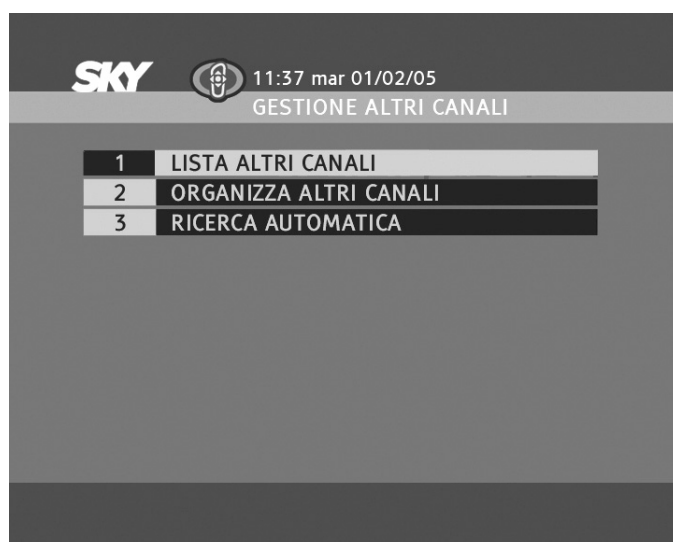 SKY 11:37 mar 01/02/05
GESTIONE ALTRI CANALI
1 LISTA ALTRI CANALI
2 ORGANIZZA ALTRI CANALI
3 RICERCA AUTOMATICA